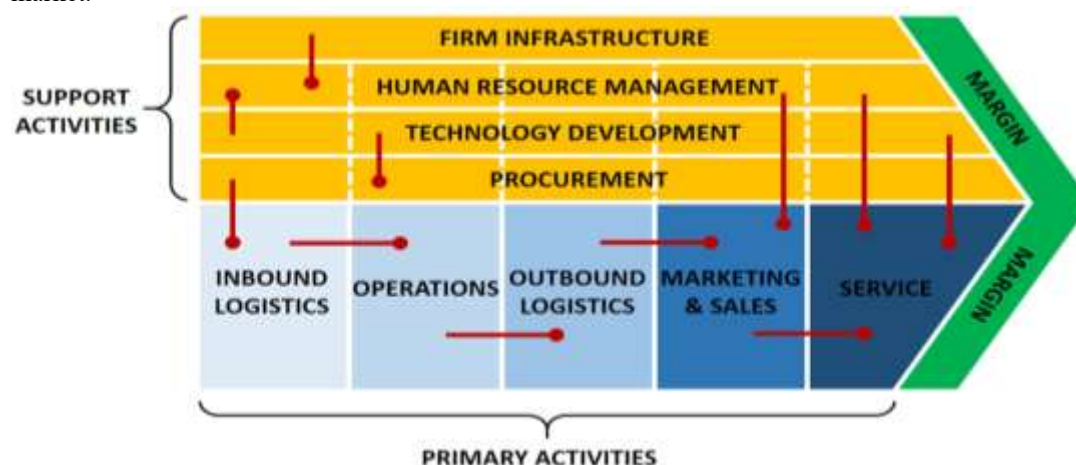 market.
FIRM INFRASTRUCTURE
HUMAN RESOURCE MANAGEMENT
TECHNOLOGY DEVELOPMENT
PROCUREMENT
SUPPORT
ACTIVITIES
MARGIN
MARGIN
INBOUND
LOGISTICS
OPERATIONS
OUTBOUND
LOGISTICS
MARKETING
& SALES
SERVICE
PRIMARY ACTIVITIES